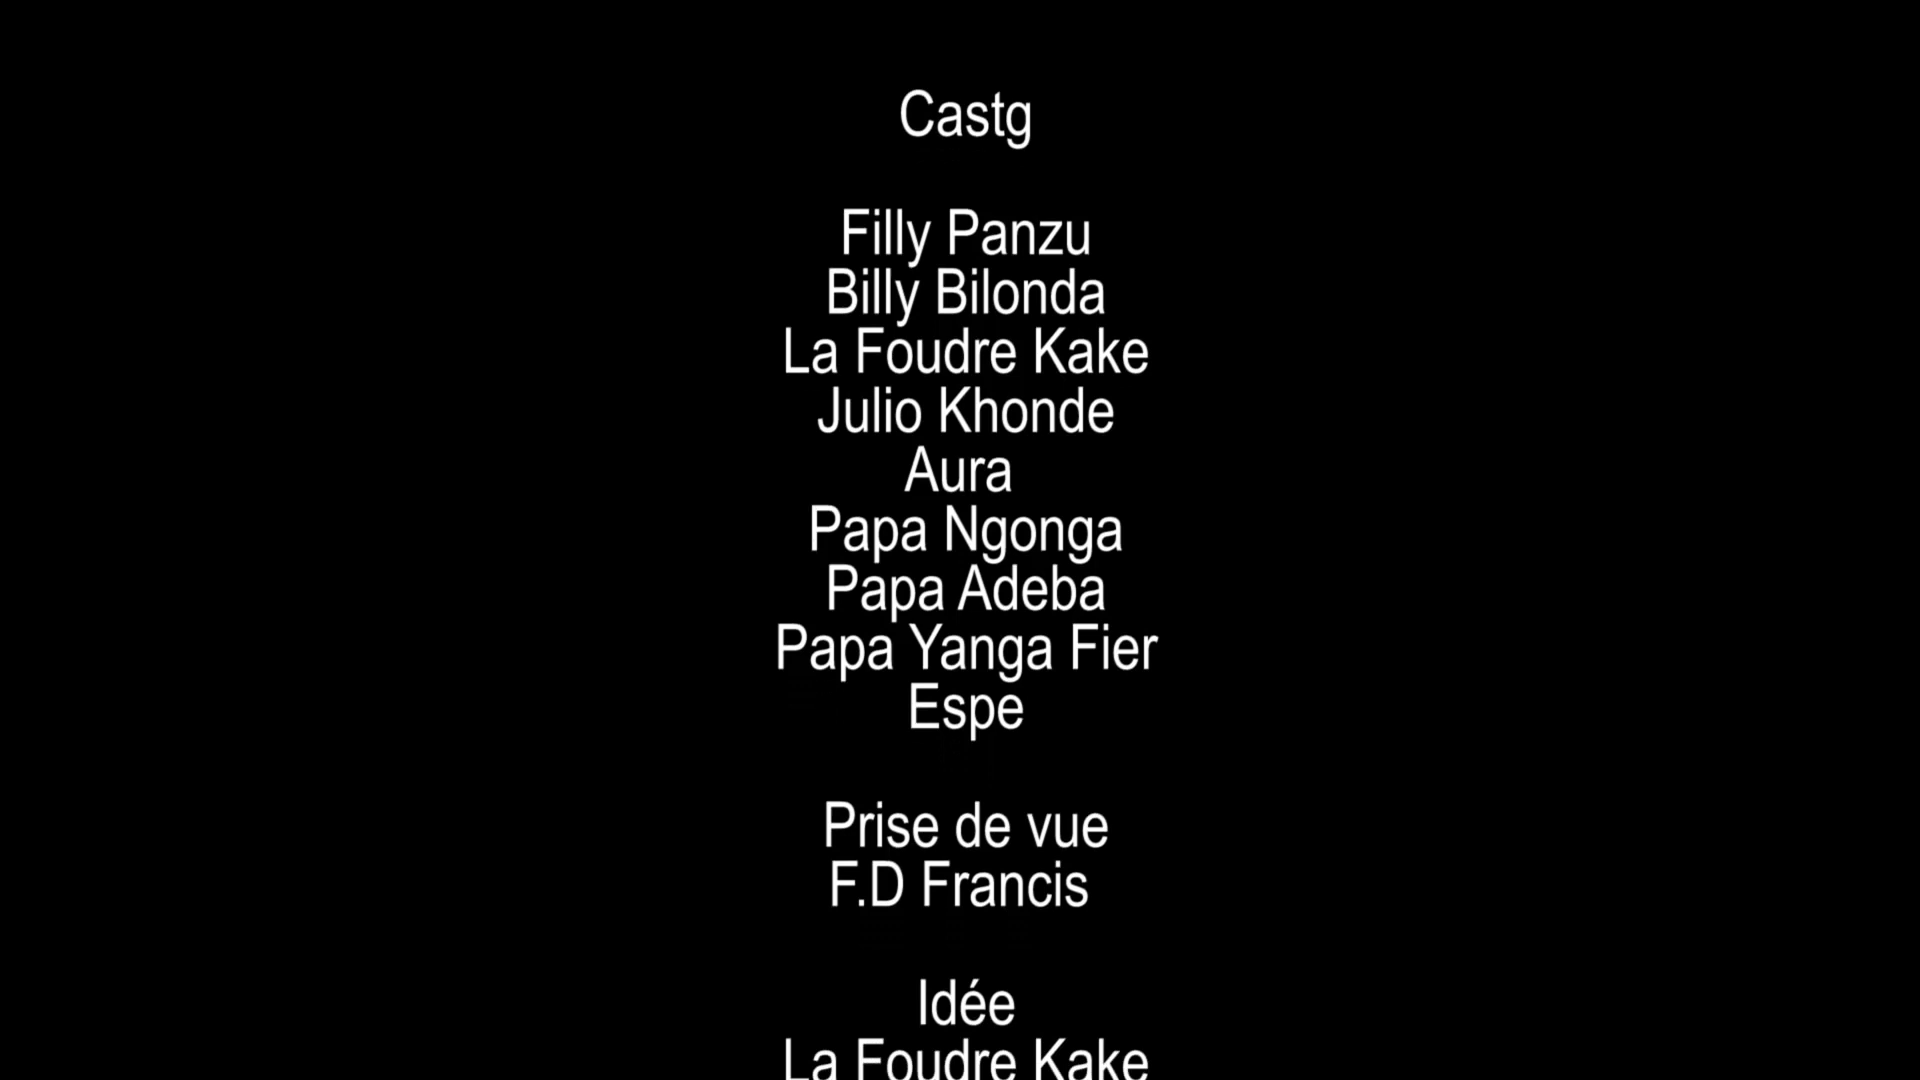 Castg
Filly Panzu
Billy Bilonda
La Foudre Kake
Julio Khonde
Aura
Papa Ngonga
Papa Adeba
Papa Yanga Fier
Espe
Prise de vue
F.D Francis
Idée
La Foudre Kake